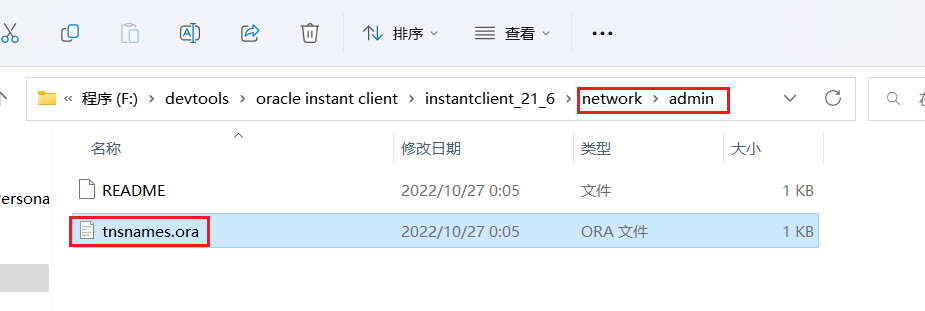 排序 查看
« 程序 (F:) > devtools > oracle instant client > instantclient_21_6 > network > admin
名称 修改日期 类型 大小
README 2022/10/27 0:05 文件 1 KB
Persona
tnsnames.ora 2022/10/27 0:05 ORA 文件 1 KB